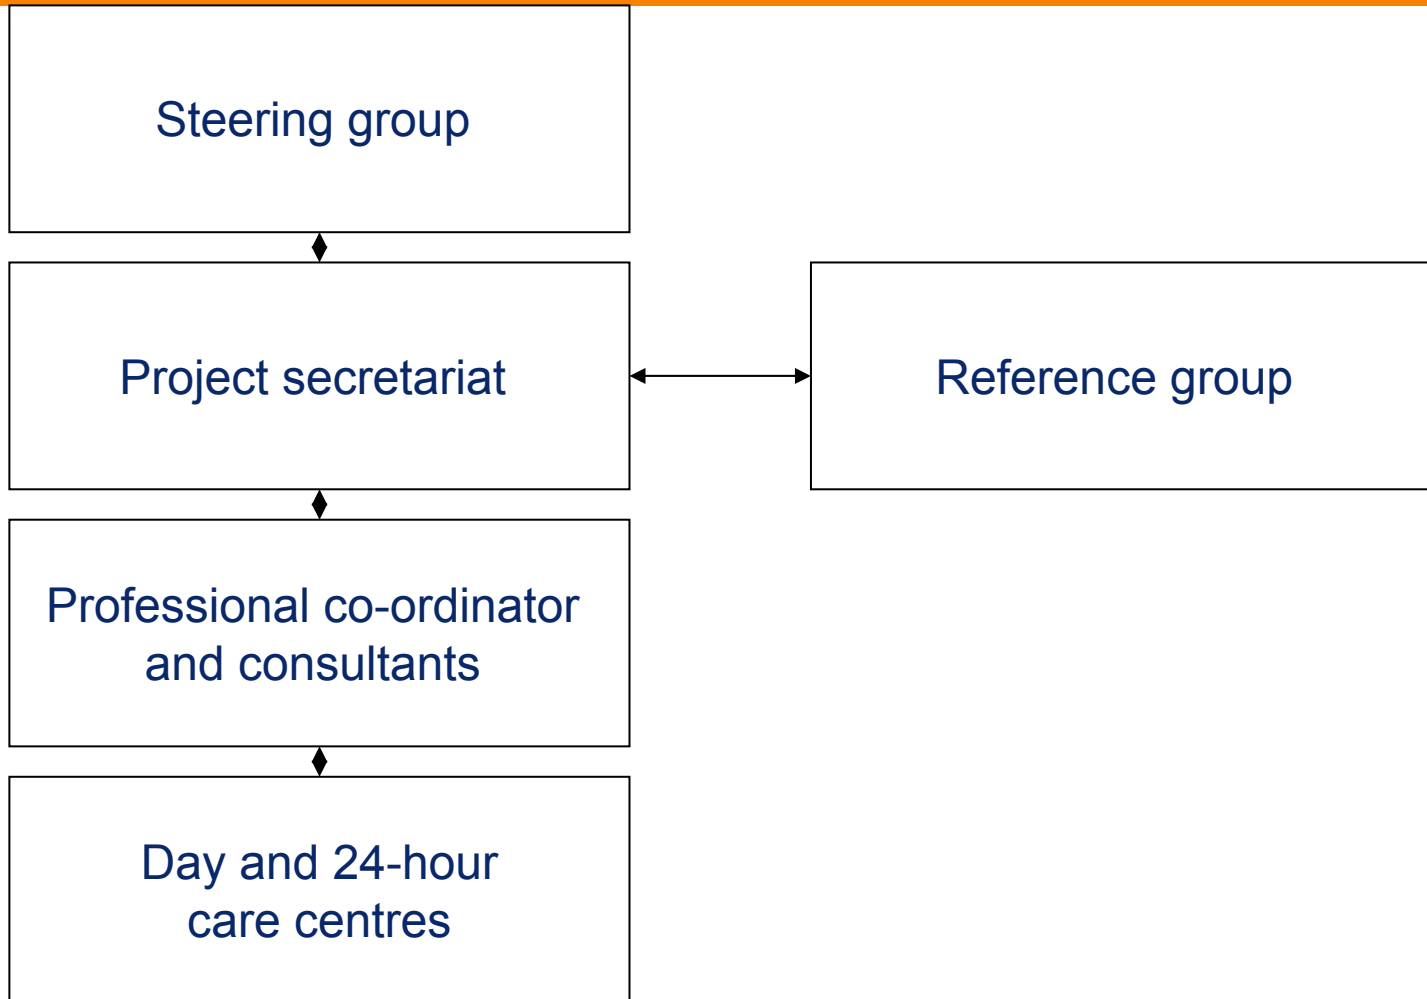 Steering group
Project secretariat
Reference group
Professional co-ordinator
and consultants
Day and 24-hour
care centres